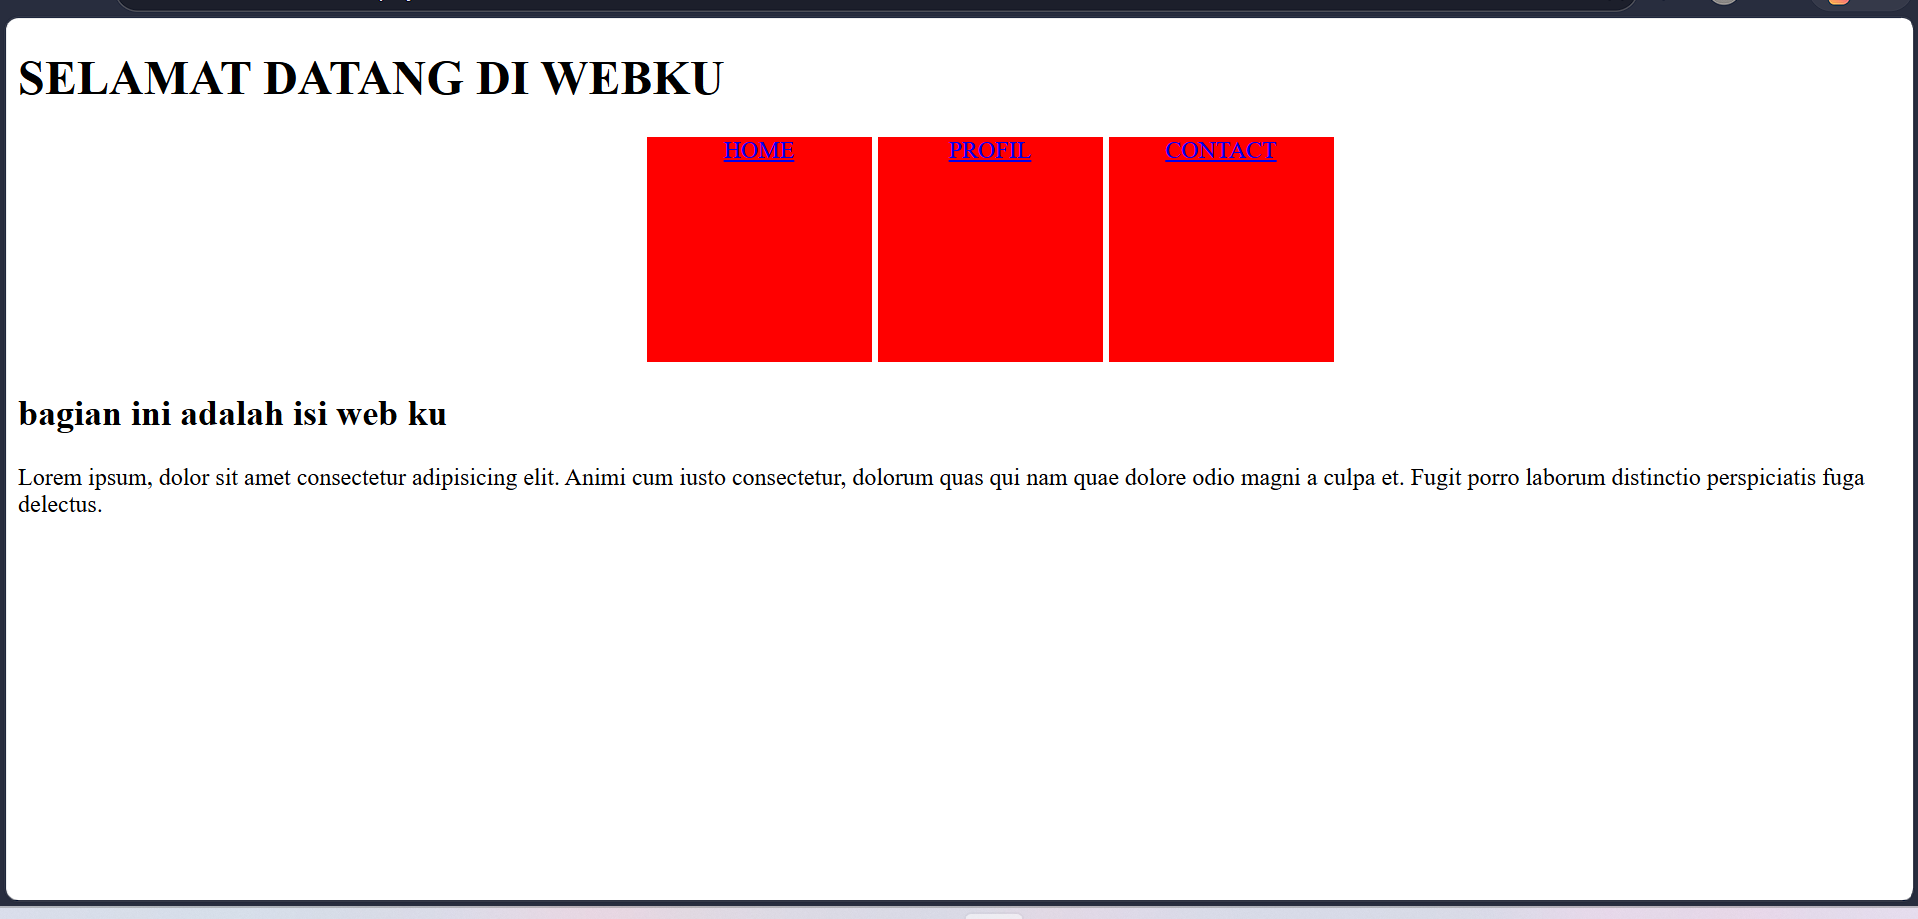 SELAMAT DATANG DI WEBKU
HOME PROFIL CONTACT
bagian ini adalah isi web ku
Lorem ipsum, dolor sit amet consectetur adipisicing elit. Animi cum iusto consectetur, dolorum quas qui nam quae dolore odio magni a culpa et. Fugit porro laborum distinctio perspiciatis fuga
delectus.